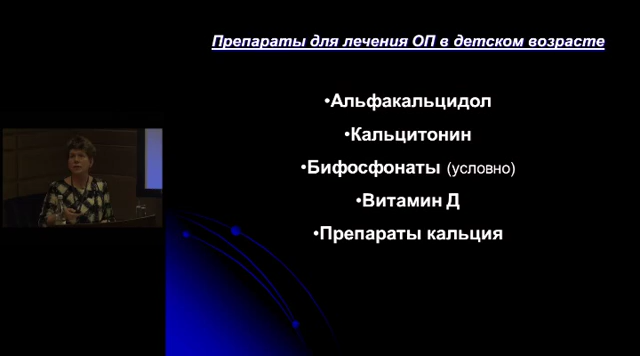 Препараты для лечения ОП в детском возрасте
•Альфакальцидол
•Кальцитонин
•Бифосфонаты (условно)
•Витамин Д
•Препараты кальция